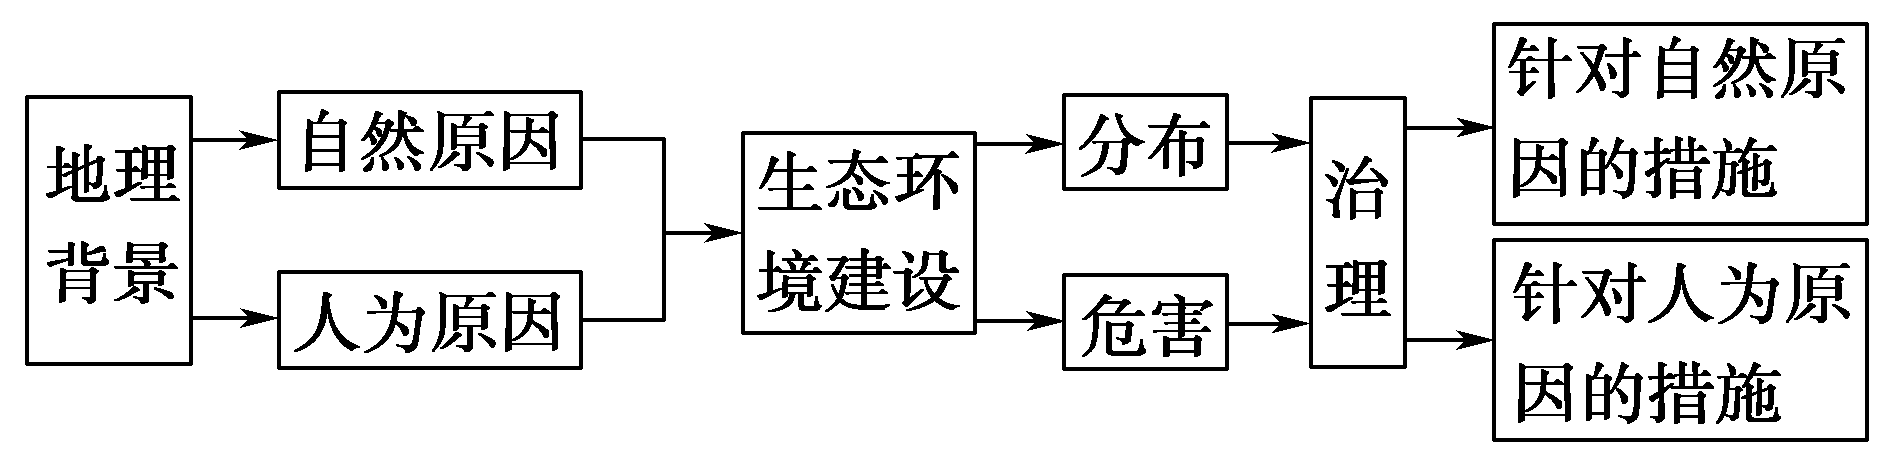 地理
背景
自然原因
人为原因
生态环
境建设
分布
危害
治
理
针对自然原
因的措施
针对人为原
因的措施